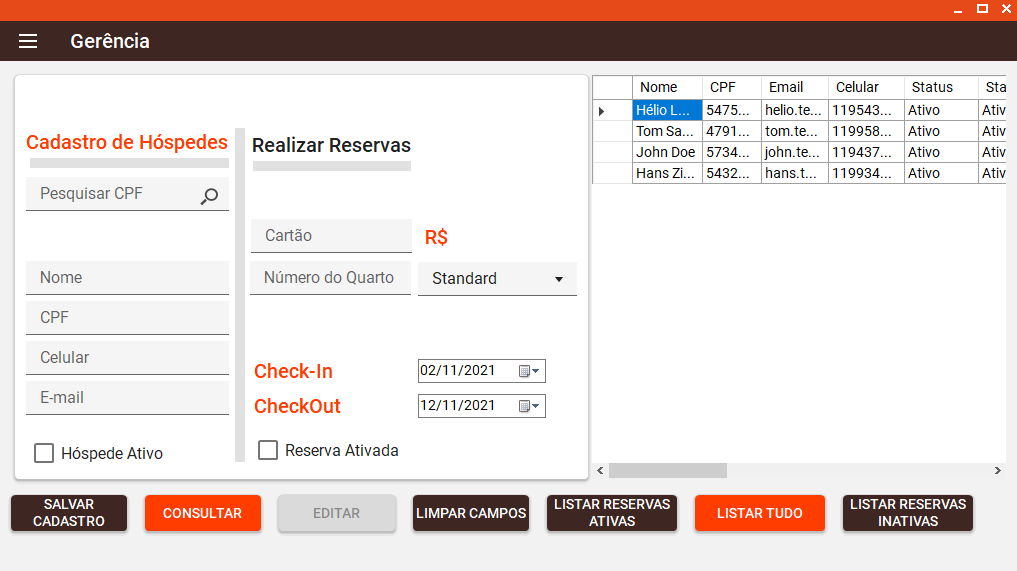 Gerência
Cadastro de Hóspedes
Pesquisar CPF
Nome
CPF
Celular
E-mail
Hóspede Ativo
Realizar Reservas
Cartão R$
Número do Quarto Standard
Check-In 02/11/2021
CheckOut 12/11/2021
Reserva Ativada
Nome CPF Email Celular Status Sta
Hélio L... 5475... helio.te... 119543... Ativo Ativ
Tom Sa... 4791... tom.te... 119958... Ativo Ativ
John Doe 5734... john.te... 119437... Ativo Ativ
Hans Zi... 5432... hans.t... 119934... Ativo Ativ
SALVAR
CADASTRO
CONSULTAR
EDITAR
LIMPAR CAMPOS
LISTAR RESERVAS
ATIVAS
LISTAR TUDO
LISTAR RESERVAS
INATIVAS